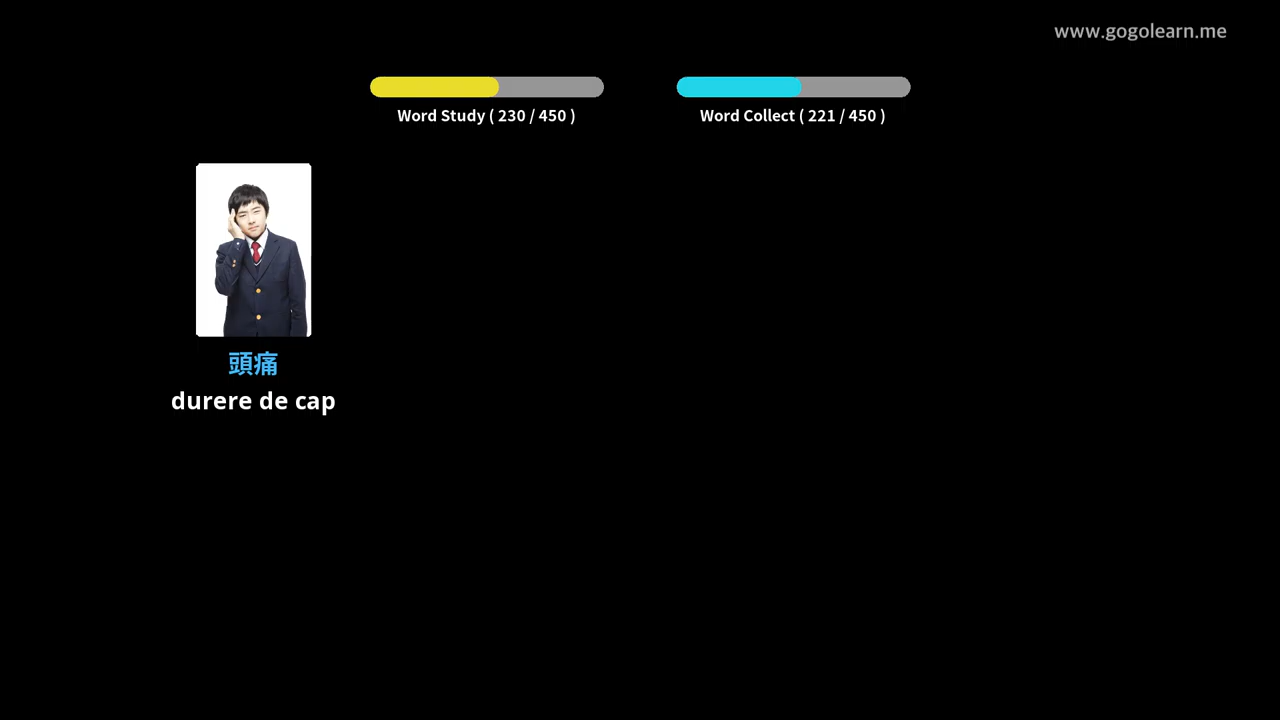 www.gogolearn.me
Word Study ( 230 / 450 )
Word Collect ( 221 / 450 )
頭痛
durere de cap